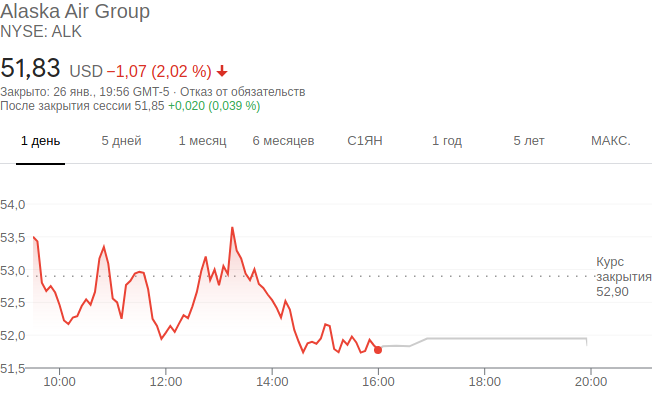 Alaska Air Group
NYSE: ALK
51,83 USD −1,07 (2,02 %)
Закрыто: 26 янв., 19:56 GMT-5 · Отказ от обязательств
После закрытия сессии 51,85 +0,020 (0,039 %)
1 день 5 дней 1 месяц 6 месяцев С1ЯН 1 год 5 лет МАКС.
54,0
53,5
53,0
52,5
52,0
51,5
Курс
закрытия
52,90
10:00 12:00 14:00 16:00 18:00 20:00